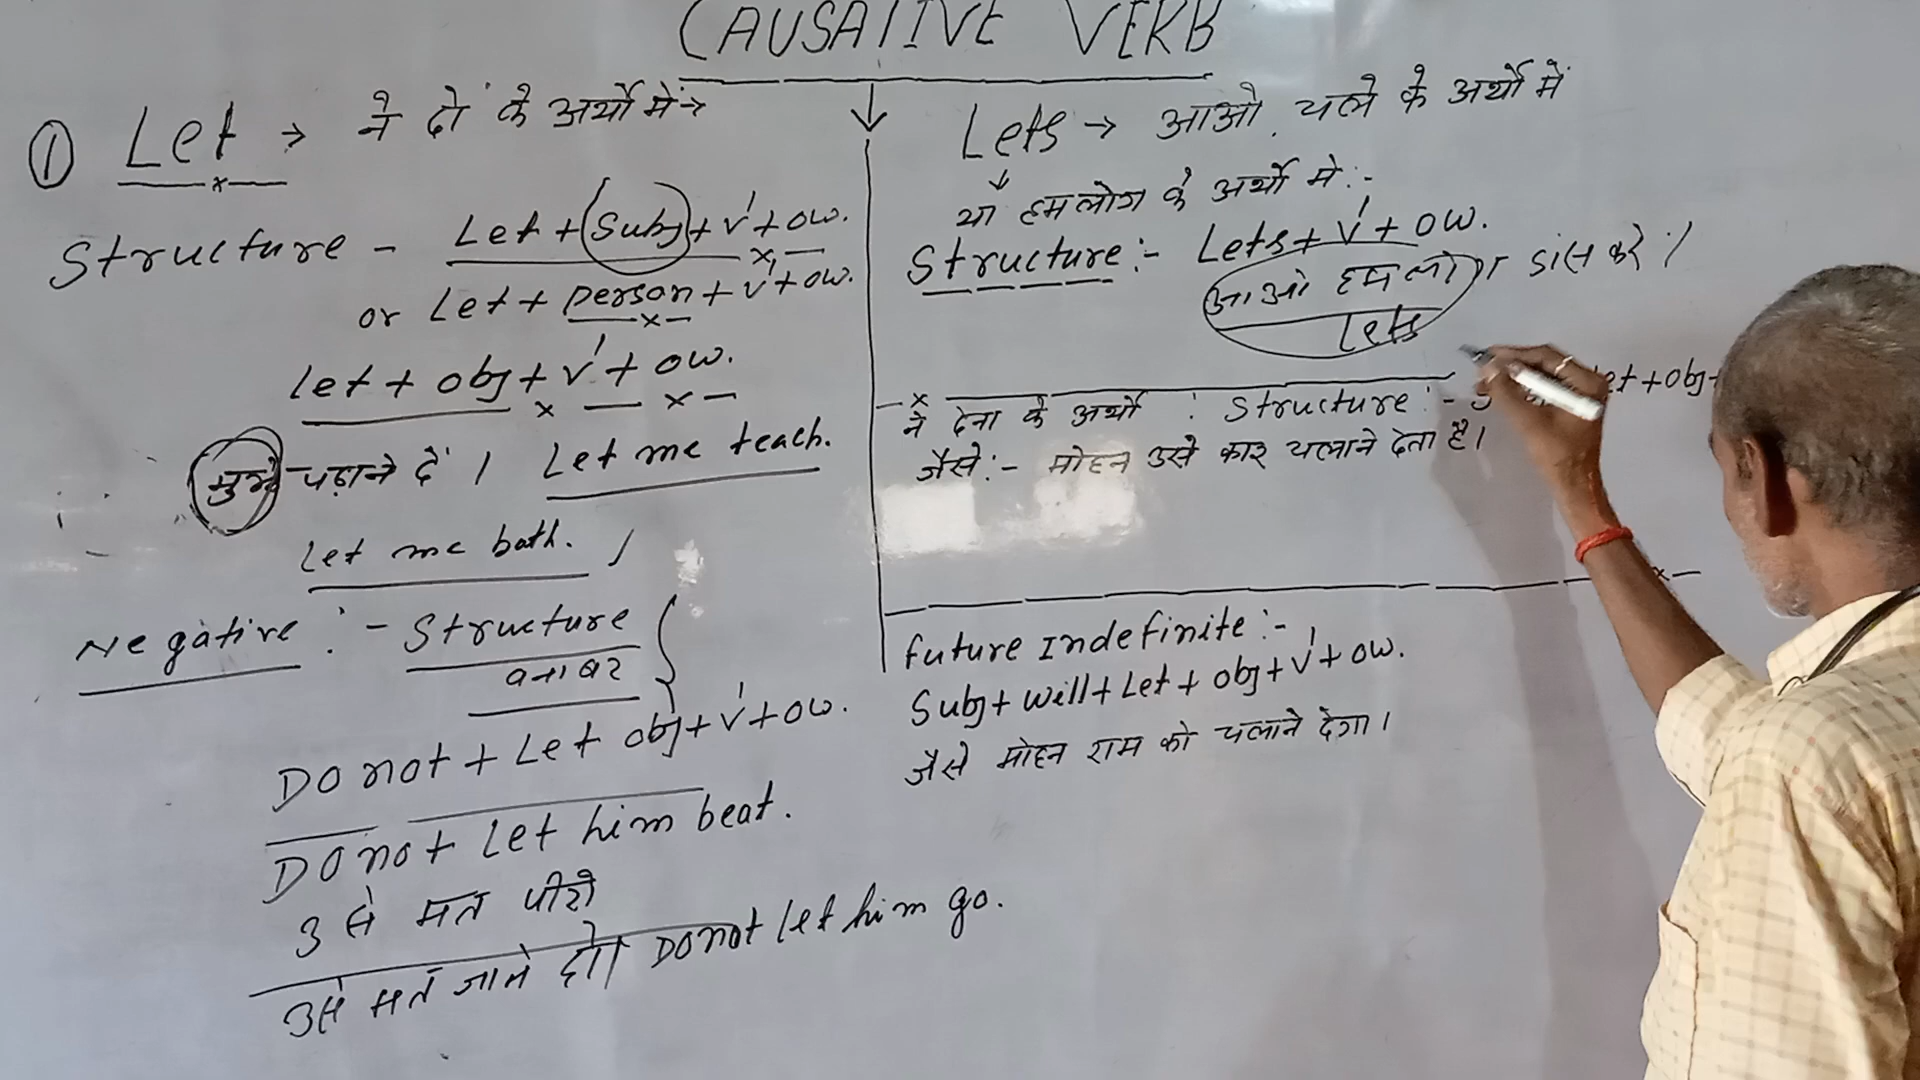 CAUSATIVE VERB
① Let → ने दो के अर्थो में →
Structure - Let + (Subj) + V¹ + ow.
or Let + person + V¹ + ow.
Let + obj + V¹ + ow.
मुझे पढ़ाने दें । Let me teach.
Let me bath.
Negative :- Structure
Do not + Let obj + V¹ + ow.
DO not Let him beat.
उसे मत पीटो
उसे मत जाने दो। DO not let him go.
Lets → आओ, चले के अर्थो में
या हमलोग के अर्थो में :-
Structure :- Lets + V¹ + ow.
आओ हमलोग डांस करे ।
Lets
ने देना के अर्थो : Structure :- let + obj +
जैसे :- मोहन उसे कार चलाने देता है।
future Indefinite :-
Subj + will + Let + obj + V¹ + ow.
जैसे मोहन राम को चलाने देगा।